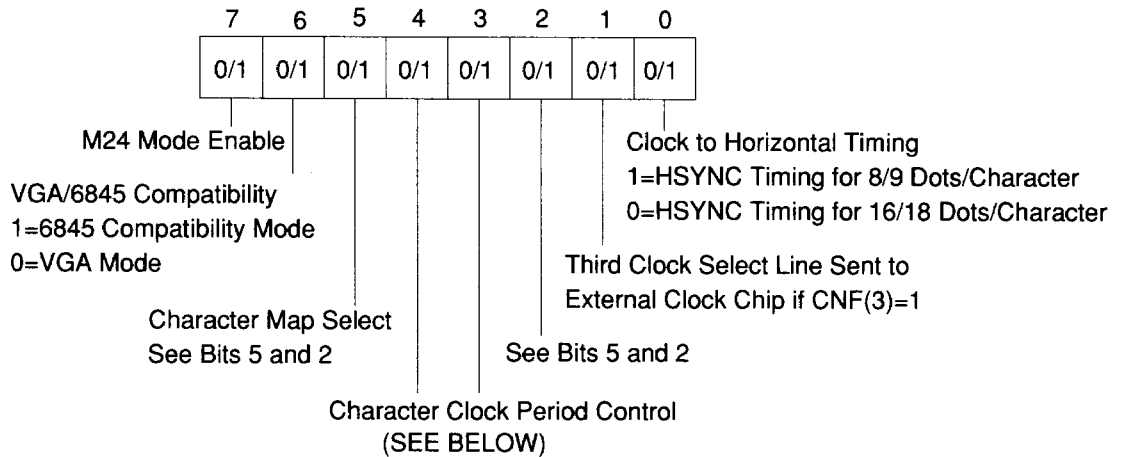 7 6 5 4 3 2 1 0
0/1 0/1 0/1 0/1 0/1 0/1 0/1 0/1
M24 Mode Enable
VGA/6845 Compatibility
1=6845 Compatibility Mode
0=VGA Mode
Character Map Select
See Bits 5 and 2
Character Clock Period Control
(SEE BELOW)
See Bits 5 and 2
Third Clock Select Line Sent to
External Clock Chip if CNF(3)=1
Clock to Horizontal Timing
1=HSYNC Timing for 8/9 Dots/Character
0=HSYNC Timing for 16/18 Dots/Character